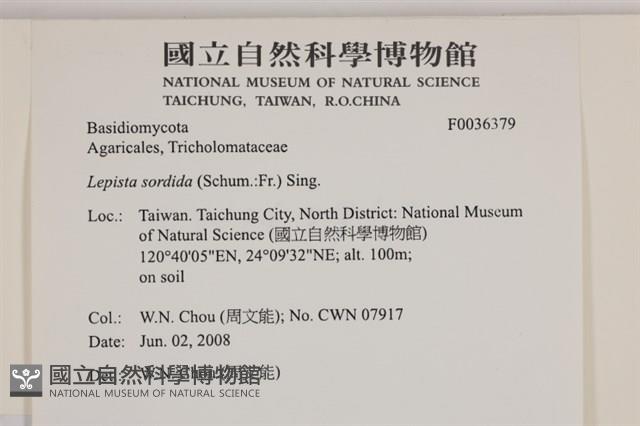 國立自然科學博物館
NATIONAL MUSEUM OF NATURAL SCIENCE
TAICHUNG, TAIWAN, R.O.CHINA
Basidiomycota F0036379
Agaricales, Tricholomataceae
Lepista sordida (Schum.:Fr.) Sing.
Loc.: Taiwan. Taichung City, North District: National Museum
of Natural Science (國立自然科學博物館)
120°40'05"EN, 24°09'32"NE; alt. 100m;
on soil
Col.: W.N. Chou (周文能); No. CWN 07917
Date: Jun. 02, 2008
國立自然科學博物館
NATIONAL MUSEUM OF NATURAL SCIENCE